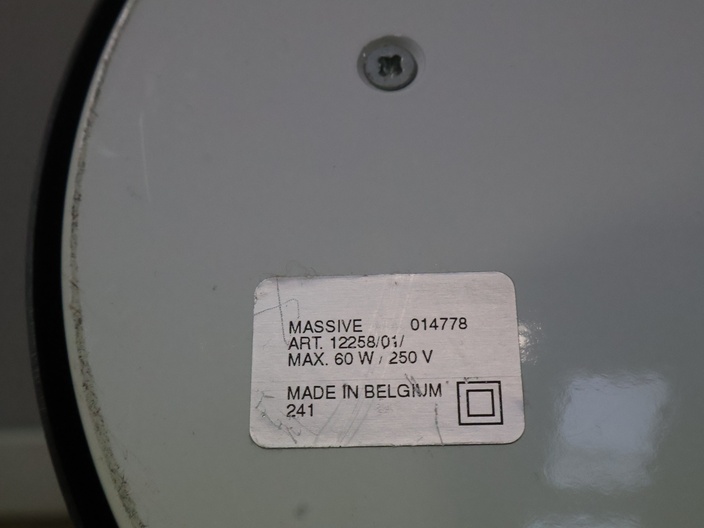 MASSIVE 014778
ART. 12258/01/
MAX. 60 W / 250 V
MADE IN BELGIUM
241